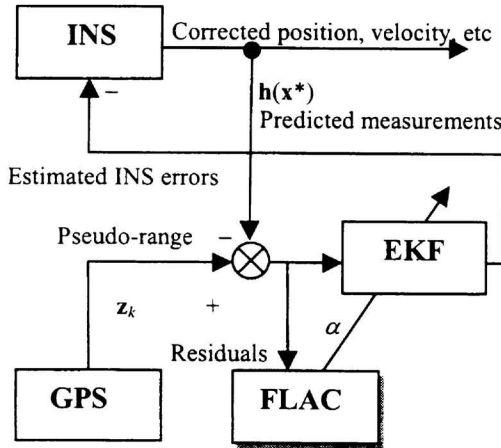 INS
Corrected position, velocity, etc
−
h(x*)
Predicted measurements
Estimated INS errors
Pseudo-range
−
EKF
z_k
+
α
Residuals
GPS
FLAC